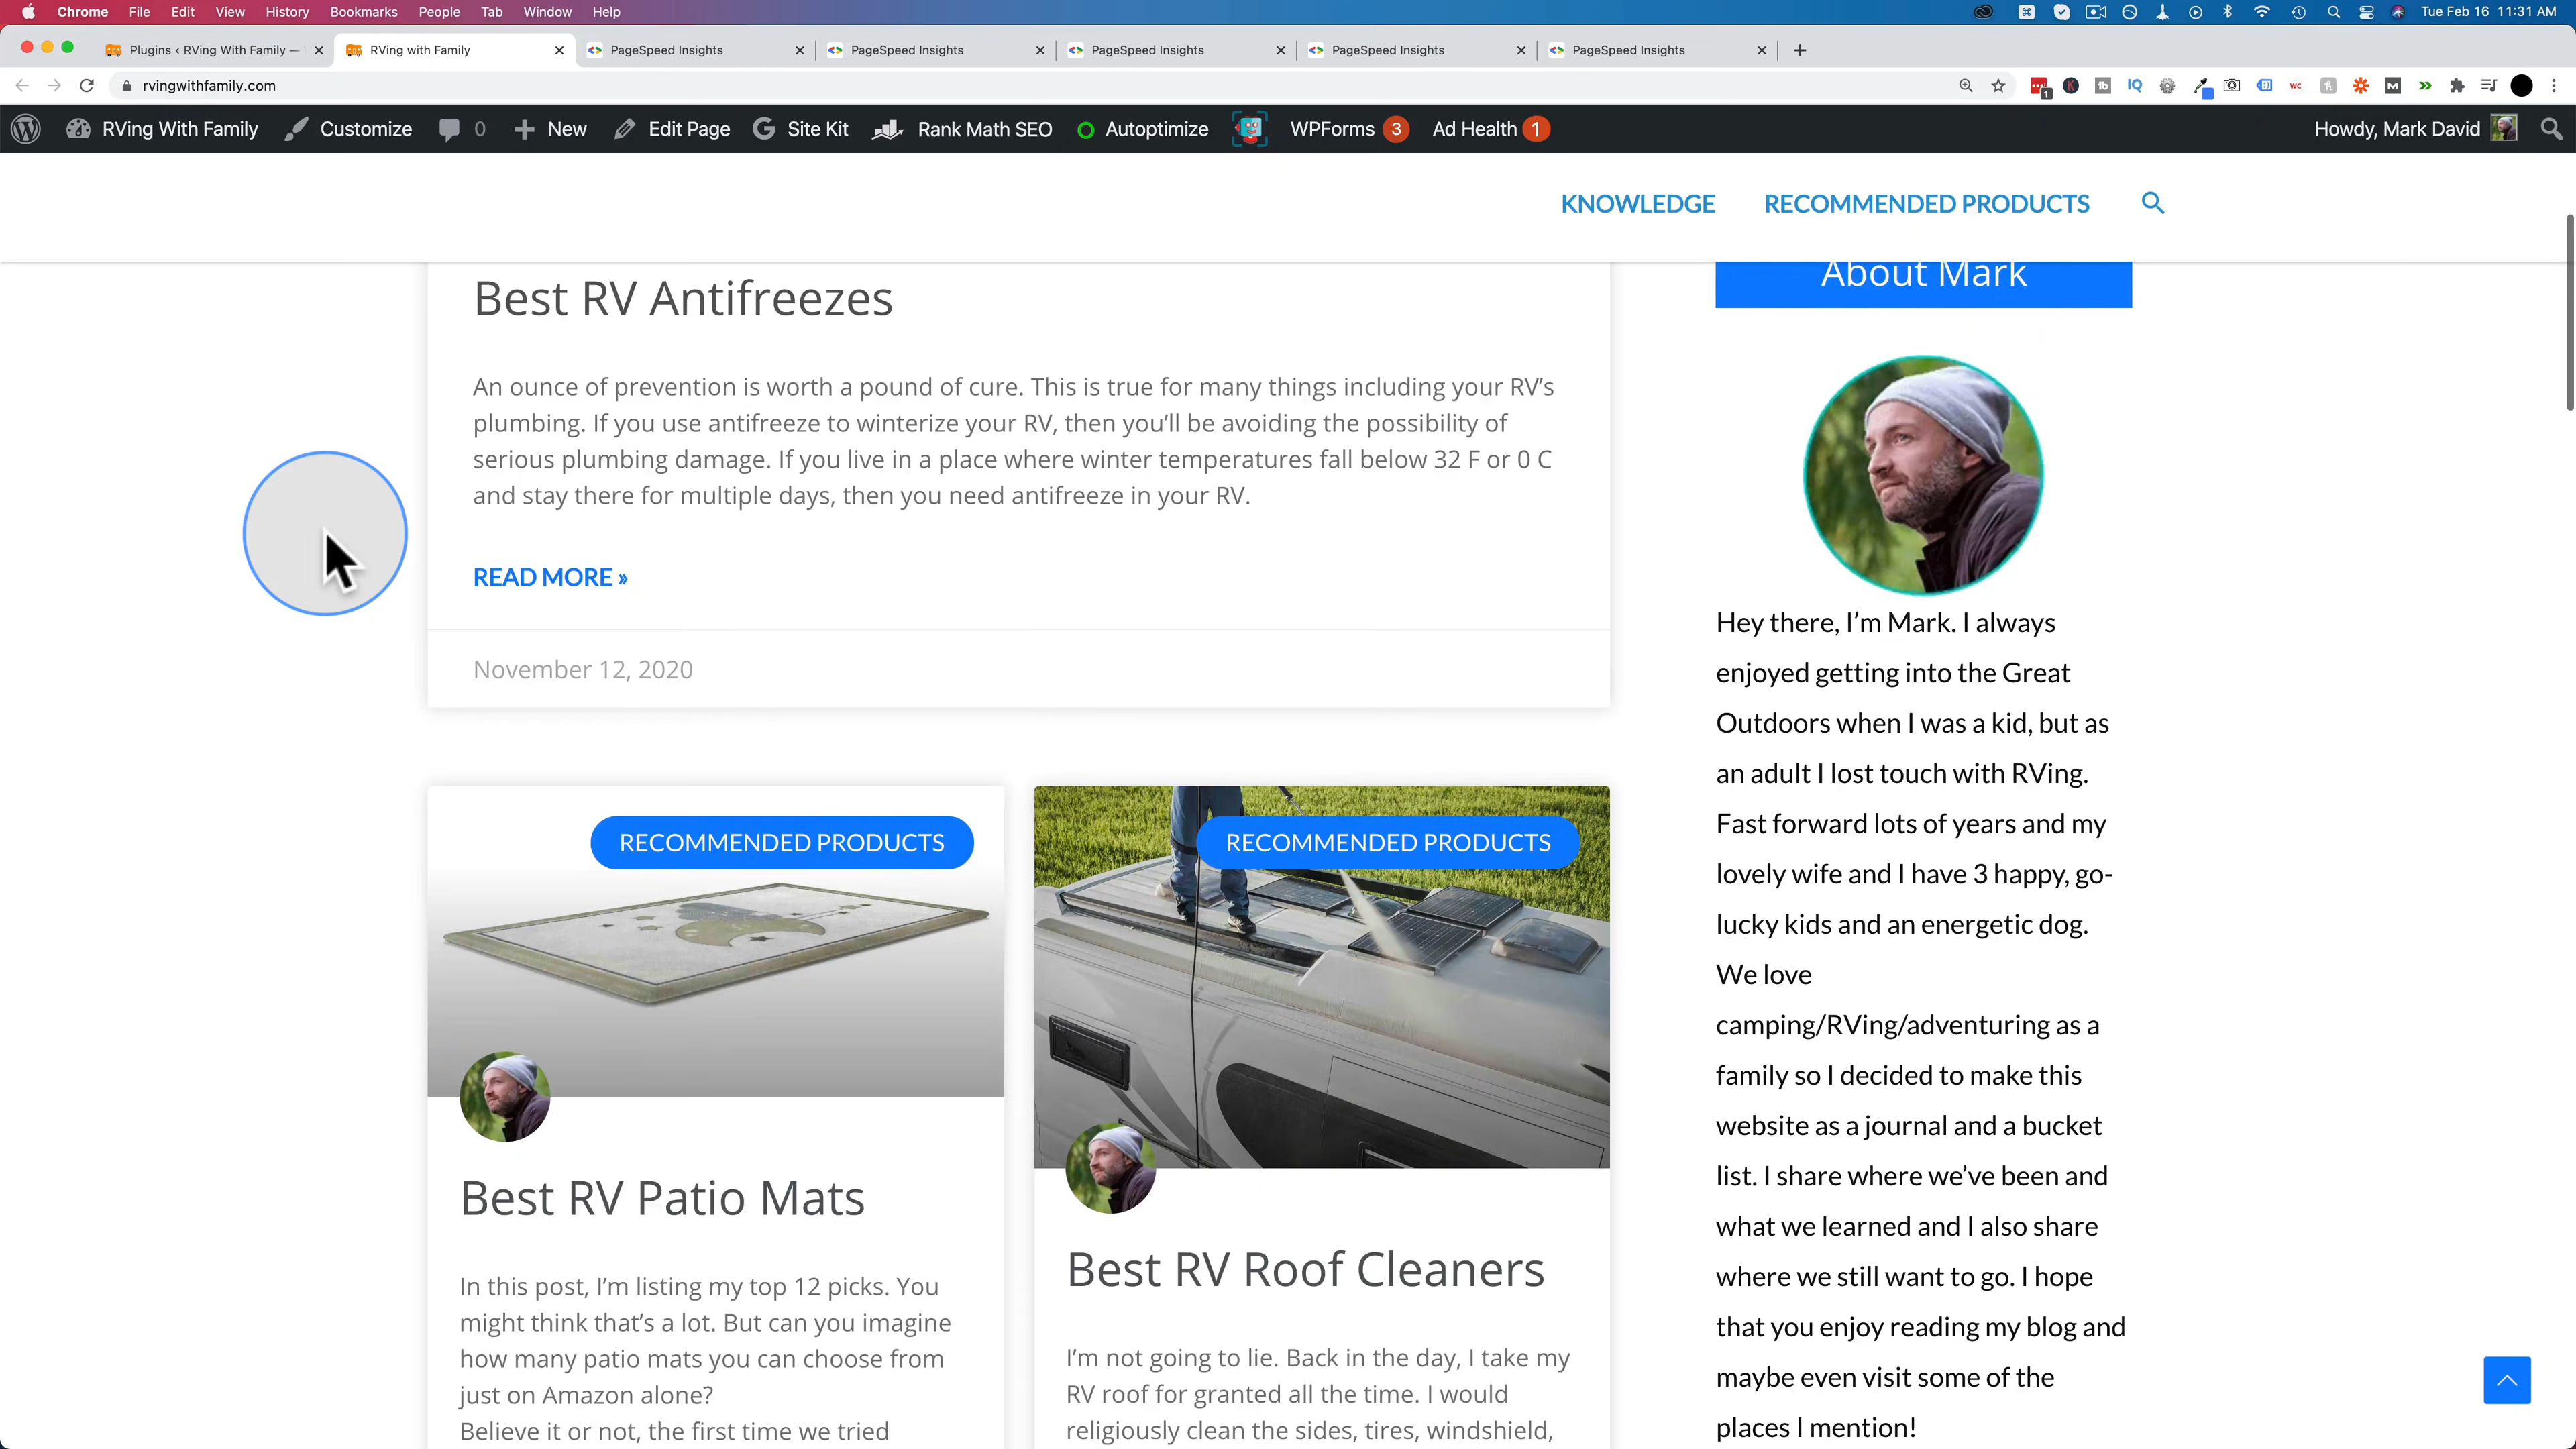 Chrome File Edit View History Bookmarks People Tab Window Help Tue Feb 16 11:31 AM
Plugins ‹ RVing With Family — RVing with Family PageSpeed Insights PageSpeed Insights PageSpeed Insights PageSpeed Insights PageSpeed Insights
rvingwithfamily.com
RVing With Family Customize 0 New Edit Page Site Kit Rank Math SEO Autoptimize WPForms 3 Ad Health 1 Howdy, Mark David
KNOWLEDGE RECOMMENDED PRODUCTS
Best RV Antifreezes
An ounce of prevention is worth a pound of cure. This is true for many things including your RV’s
plumbing. If you use antifreeze to winterize your RV, then you’ll be avoiding the possibility of
serious plumbing damage. If you live in a place where winter temperatures fall below 32 F or 0 C
and stay there for multiple days, then you need antifreeze in your RV.
READ MORE »
November 12, 2020
RECOMMENDED PRODUCTS
Best RV Patio Mats
In this post, I’m listing my top 12 picks. You
might think that’s a lot. But can you imagine
how many patio mats you can choose from
just on Amazon alone?
Believe it or not, the first time we tried
RECOMMENDED PRODUCTS
Best RV Roof Cleaners
I’m not going to lie. Back in the day, I take my
RV roof for granted all the time. I would
religiously clean the sides, tires, windshield,
About Mark
Hey there, I’m Mark. I always
enjoyed getting into the Great
Outdoors when I was a kid, but as
an adult I lost touch with RVing.
Fast forward lots of years and my
lovely wife and I have 3 happy, go-
lucky kids and an energetic dog.
We love
camping/RVing/adventuring as a
family so I decided to make this
website as a journal and a bucket
list. I share where we’ve been and
what we learned and I also share
where we still want to go. I hope
that you enjoy reading my blog and
maybe even visit some of the
places I mention!